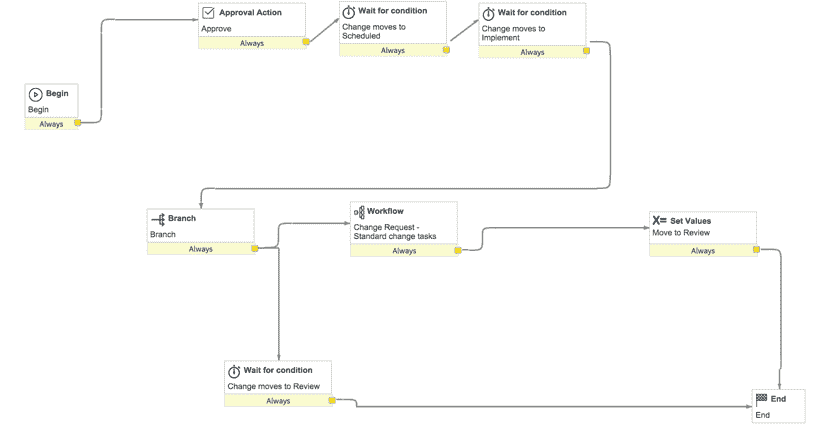 Approval Action
Approve
Always
Wait for condition
Change moves to
Scheduled
Always
Wait for condition
Change moves to
Implement
Always
Begin
Begin
Always
Branch
Branch
Always
Workflow
Change Request -
Standard change tasks
Always
X= Set Values
Move to Review
Always
Wait for condition
Change moves to Review
Always
End
End